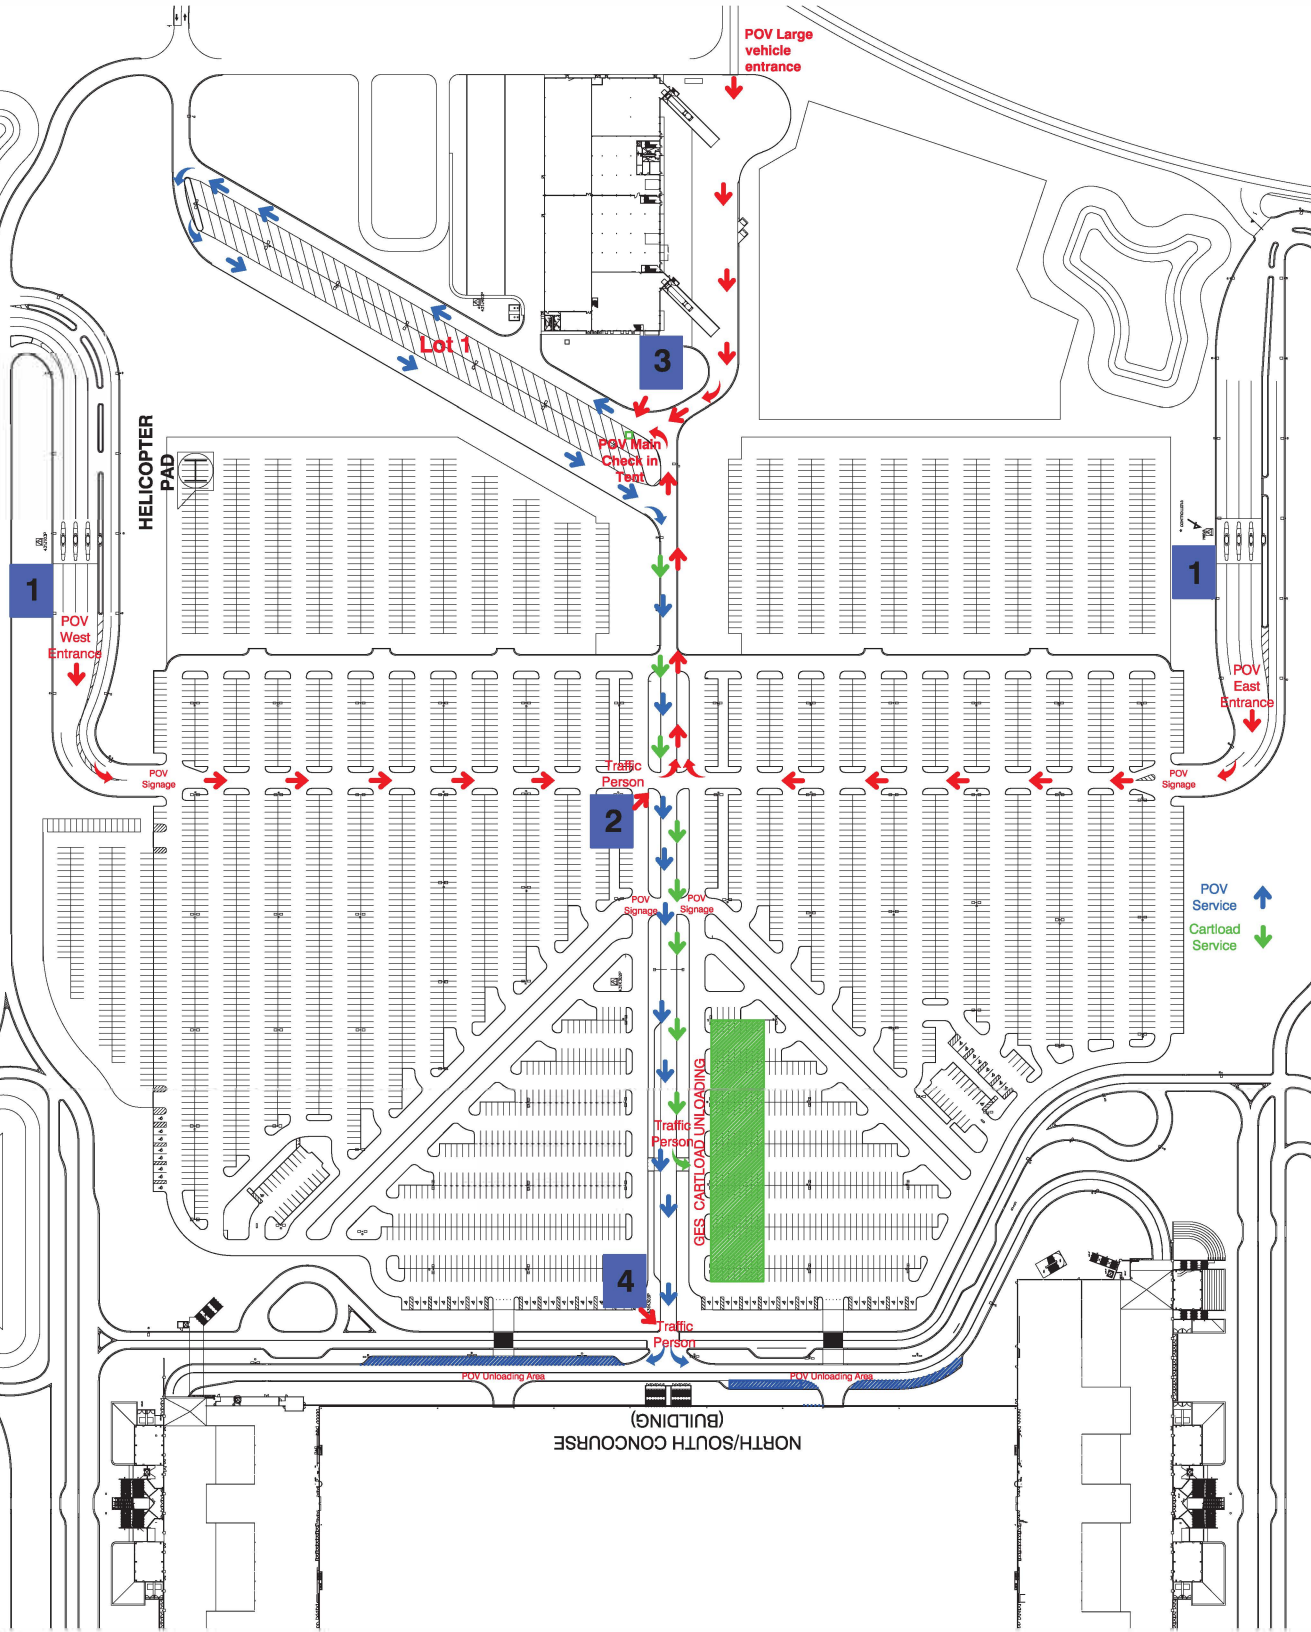 POV Large
vehicle
entrance
3
Lot 1
POV Main
Check in
Tent
HELICOPTER
PAD
H
1
1
POV
West
Entrance
POV
East
Entrance
POV
Signage
Traffic
Person
POV
Signage
2
POV
Signage
POV
Signage
POV
Service
Cartload
Service
GES CARTLOAD UNLOADING
Traffic
Person
4
Traffic
Person
POV Unloading Area
POV Unloading Area
NORTH/SOUTH CONCOURSE
(BUILDING)